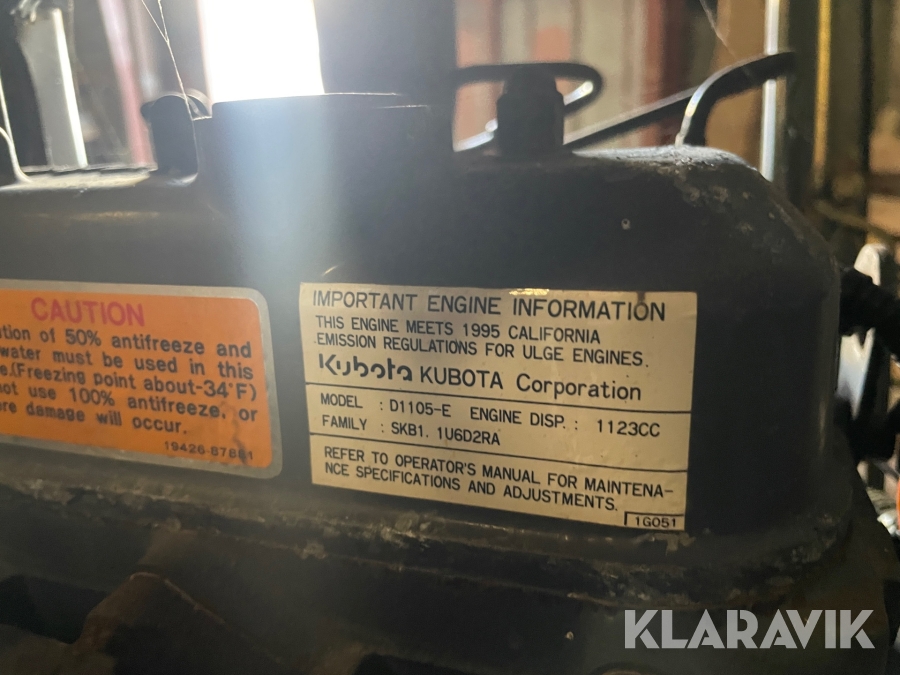 CAUTION
tion of 50% antifreeze and
water must be used in this
e.(Freezing point about-34°F)
not use 100% antifreeze, or
ore damage will occur.
IMPORTANT ENGINE INFORMATION
THIS ENGINE MEETS 1995 CALIFORNIA
EMISSION REGULATIONS FOR ULGE ENGINES.
Kubota KUBOTA Corporation
MODEL : D1105-E ENGINE DISP. : 1123CC
FAMILY : SKB1. 1U6D2RA
REFER TO OPERATOR'S MANUAL FOR MAINTENA-
NCE SPECIFICATIONS AND ADJUSTMENTS.
1G051
KLARAVIK